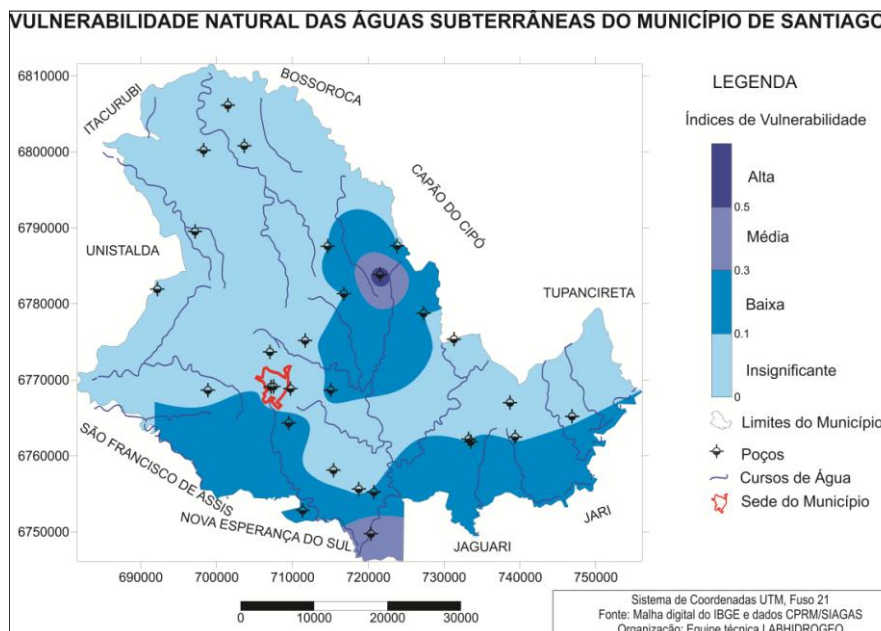 VULNERABILIDADE NATURAL DAS ÁGUAS SUBTERRÂNEAS DO MUNICÍPIO DE SANTIAGO
6810000
6800000
6790000
6780000
6770000
6760000
6750000
ITACURUBI
BOSSOROCA
CAPÃO DO CIPÓ
UNISTALDA
TUPANCIRETA
SÃO FRANCISCO DE ASSIS
NOVA ESPERANÇA DO SUL
JAGUARI
JARI
690000 700000 710000 720000 730000 740000 750000
0 10000 20000 30000
LEGENDA
Índices de Vulnerabilidade
Alta
0.5
Média
0.3
Baixa
0.1
Insignificante
0
Limites do Município
Poços
Cursos de Água
Sede do Município
Sistema de Coordenadas UTM, Fuso 21
Fonte: Malha digital do IBGE e dados CPRM/SIAGAS
Organização: Equipe técnica LABHIDROGEO